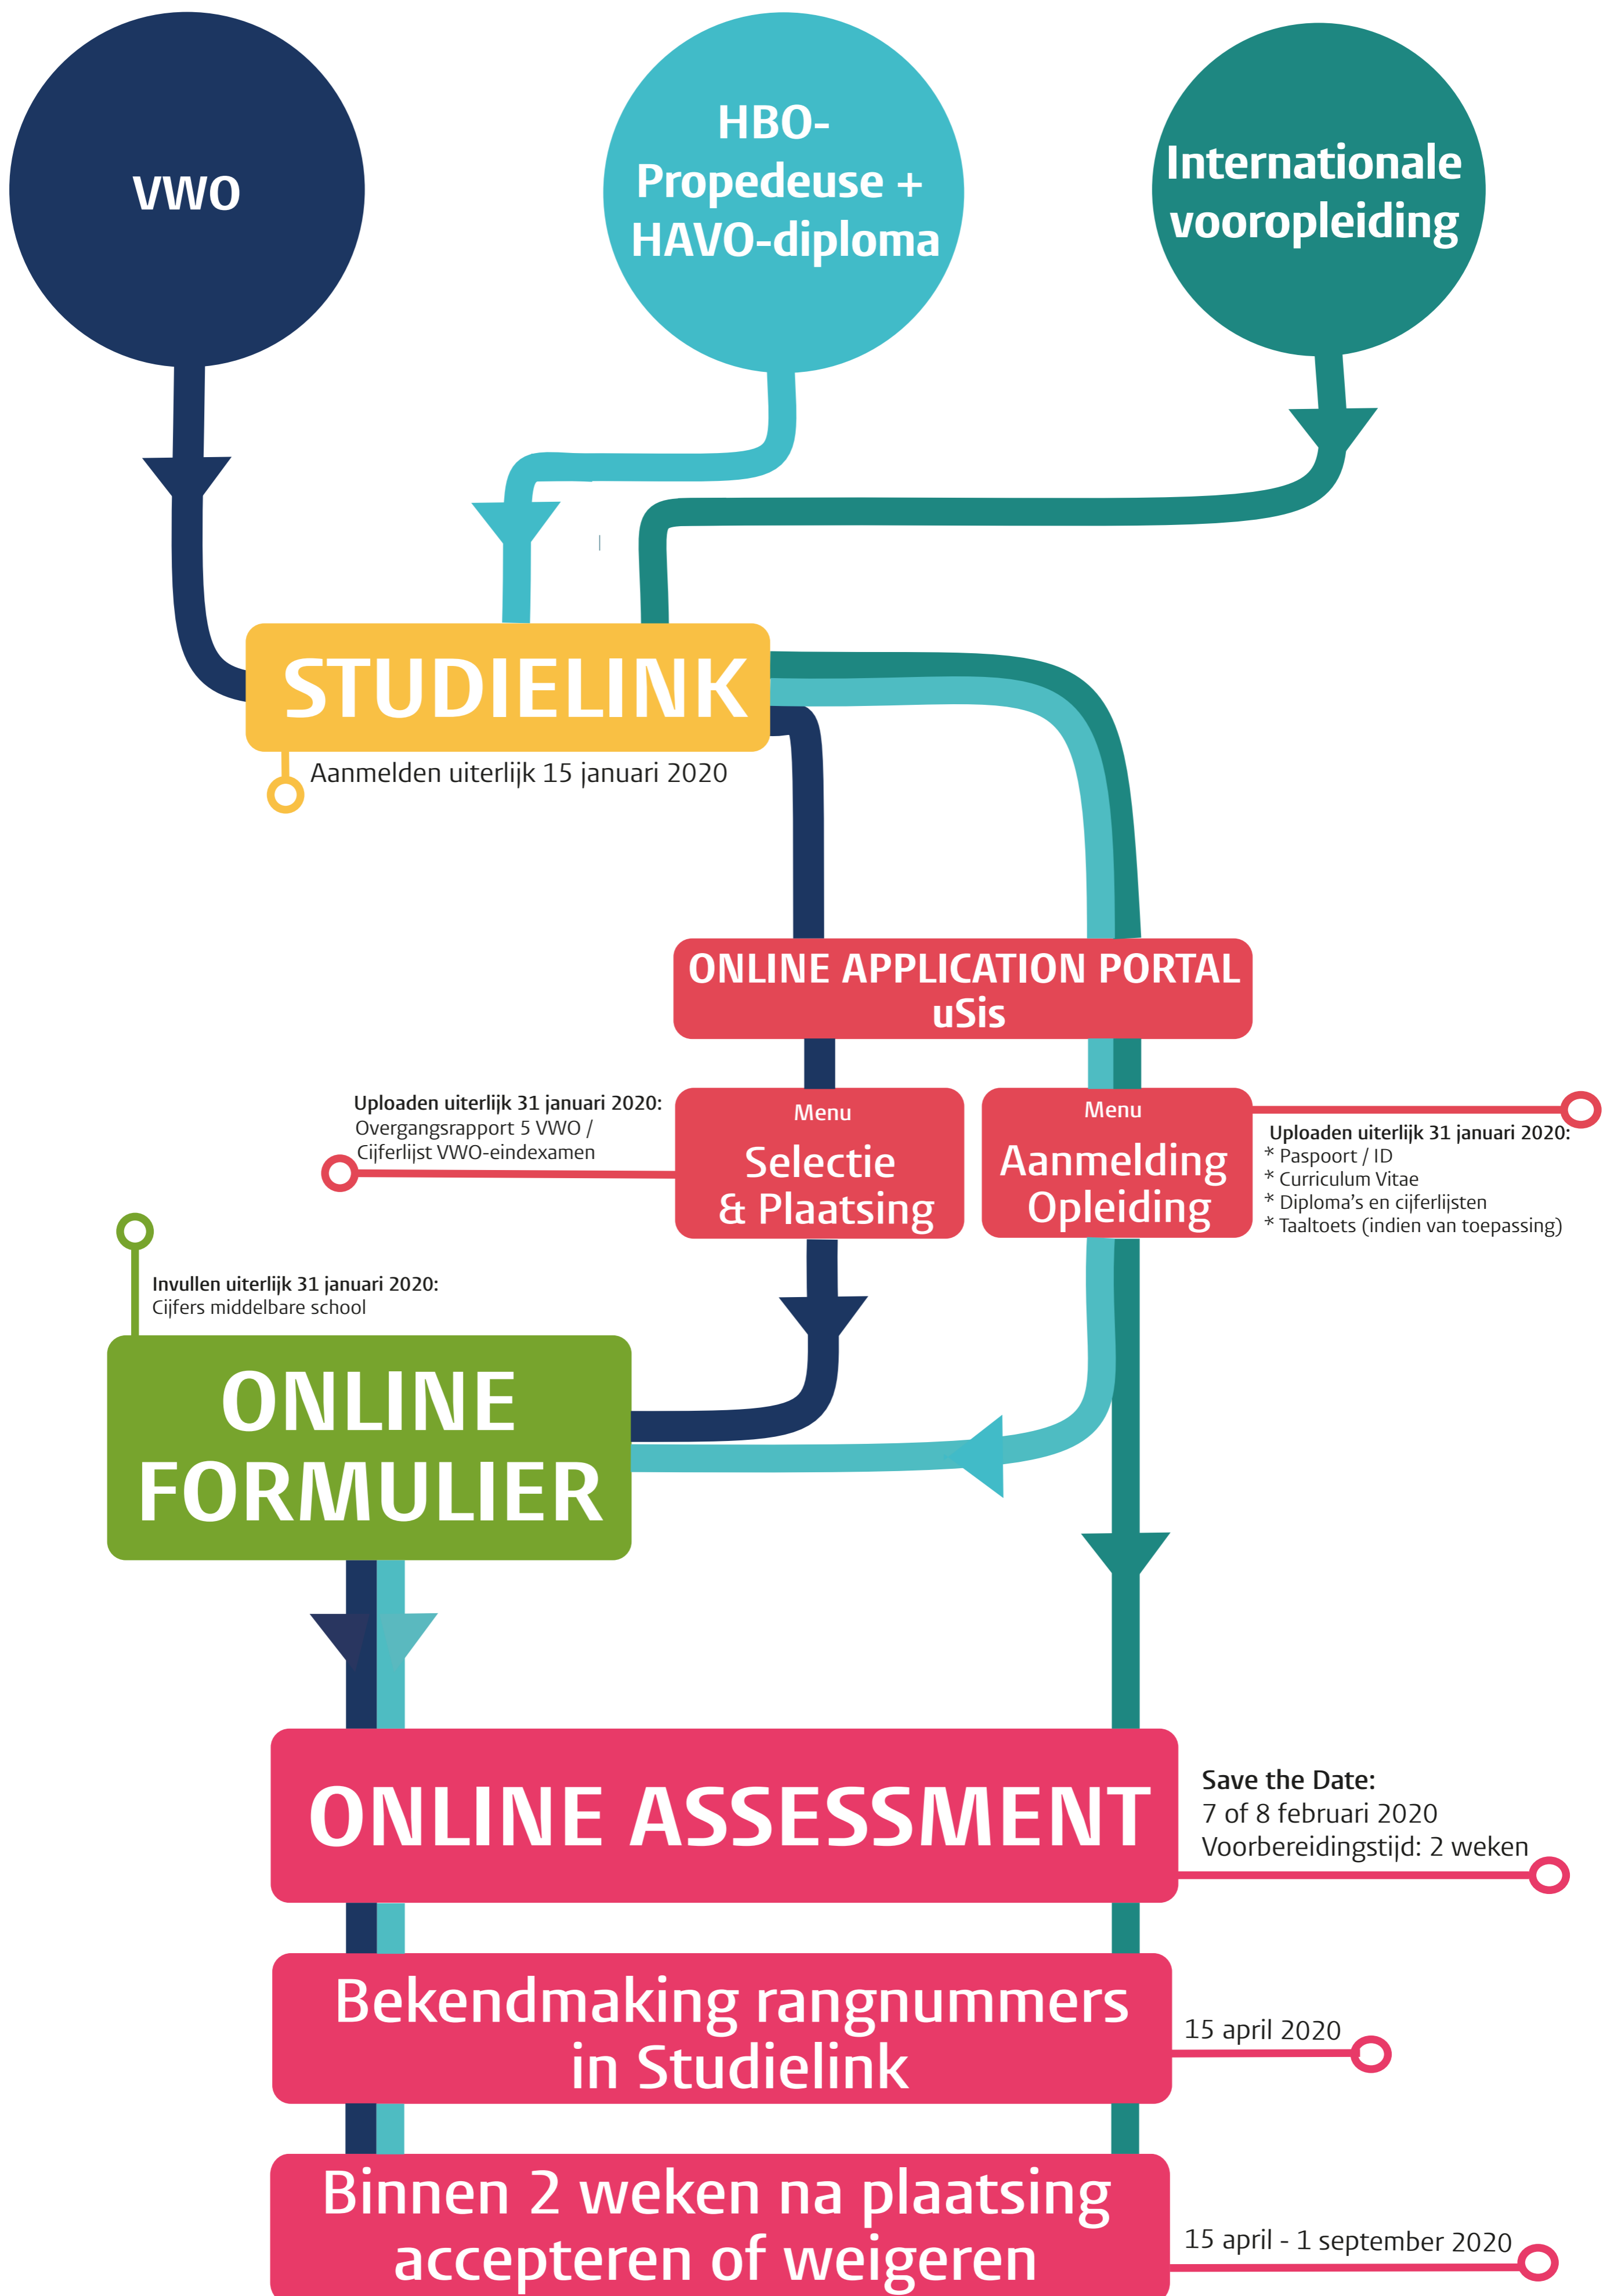 VWO
HBO-
Propedeuse +
HAVO-diploma
Internationale
vooropleiding
STUDIELINK
Aanmelden uiterlijk 15 januari 2020
ONLINE APPLICATION PORTAL
uSis
Uploaden uiterlijk 31 januari 2020:
Overgangsrapport 5 VWO /
Cijferlijst VWO-eindexamen
Menu
Selectie
& Plaatsing
Menu
Aanmelding
Opleiding
Uploaden uiterlijk 31 januari 2020:
* Paspoort / ID
* Curriculum Vitae
* Diploma's en cijferlijsten
* Taaltoets (indien van toepassing)
Invullen uiterlijk 31 januari 2020:
Cijfers middelbare school
ONLINE
FORMULIER
ONLINE ASSESSMENT
Save the Date:
7 of 8 februari 2020
Voorbereidingstijd: 2 weken
Bekendmaking rangnummers
in Studielink
15 april 2020
Binnen 2 weken na plaatsing
accepteren of weigeren
15 april - 1 september 2020